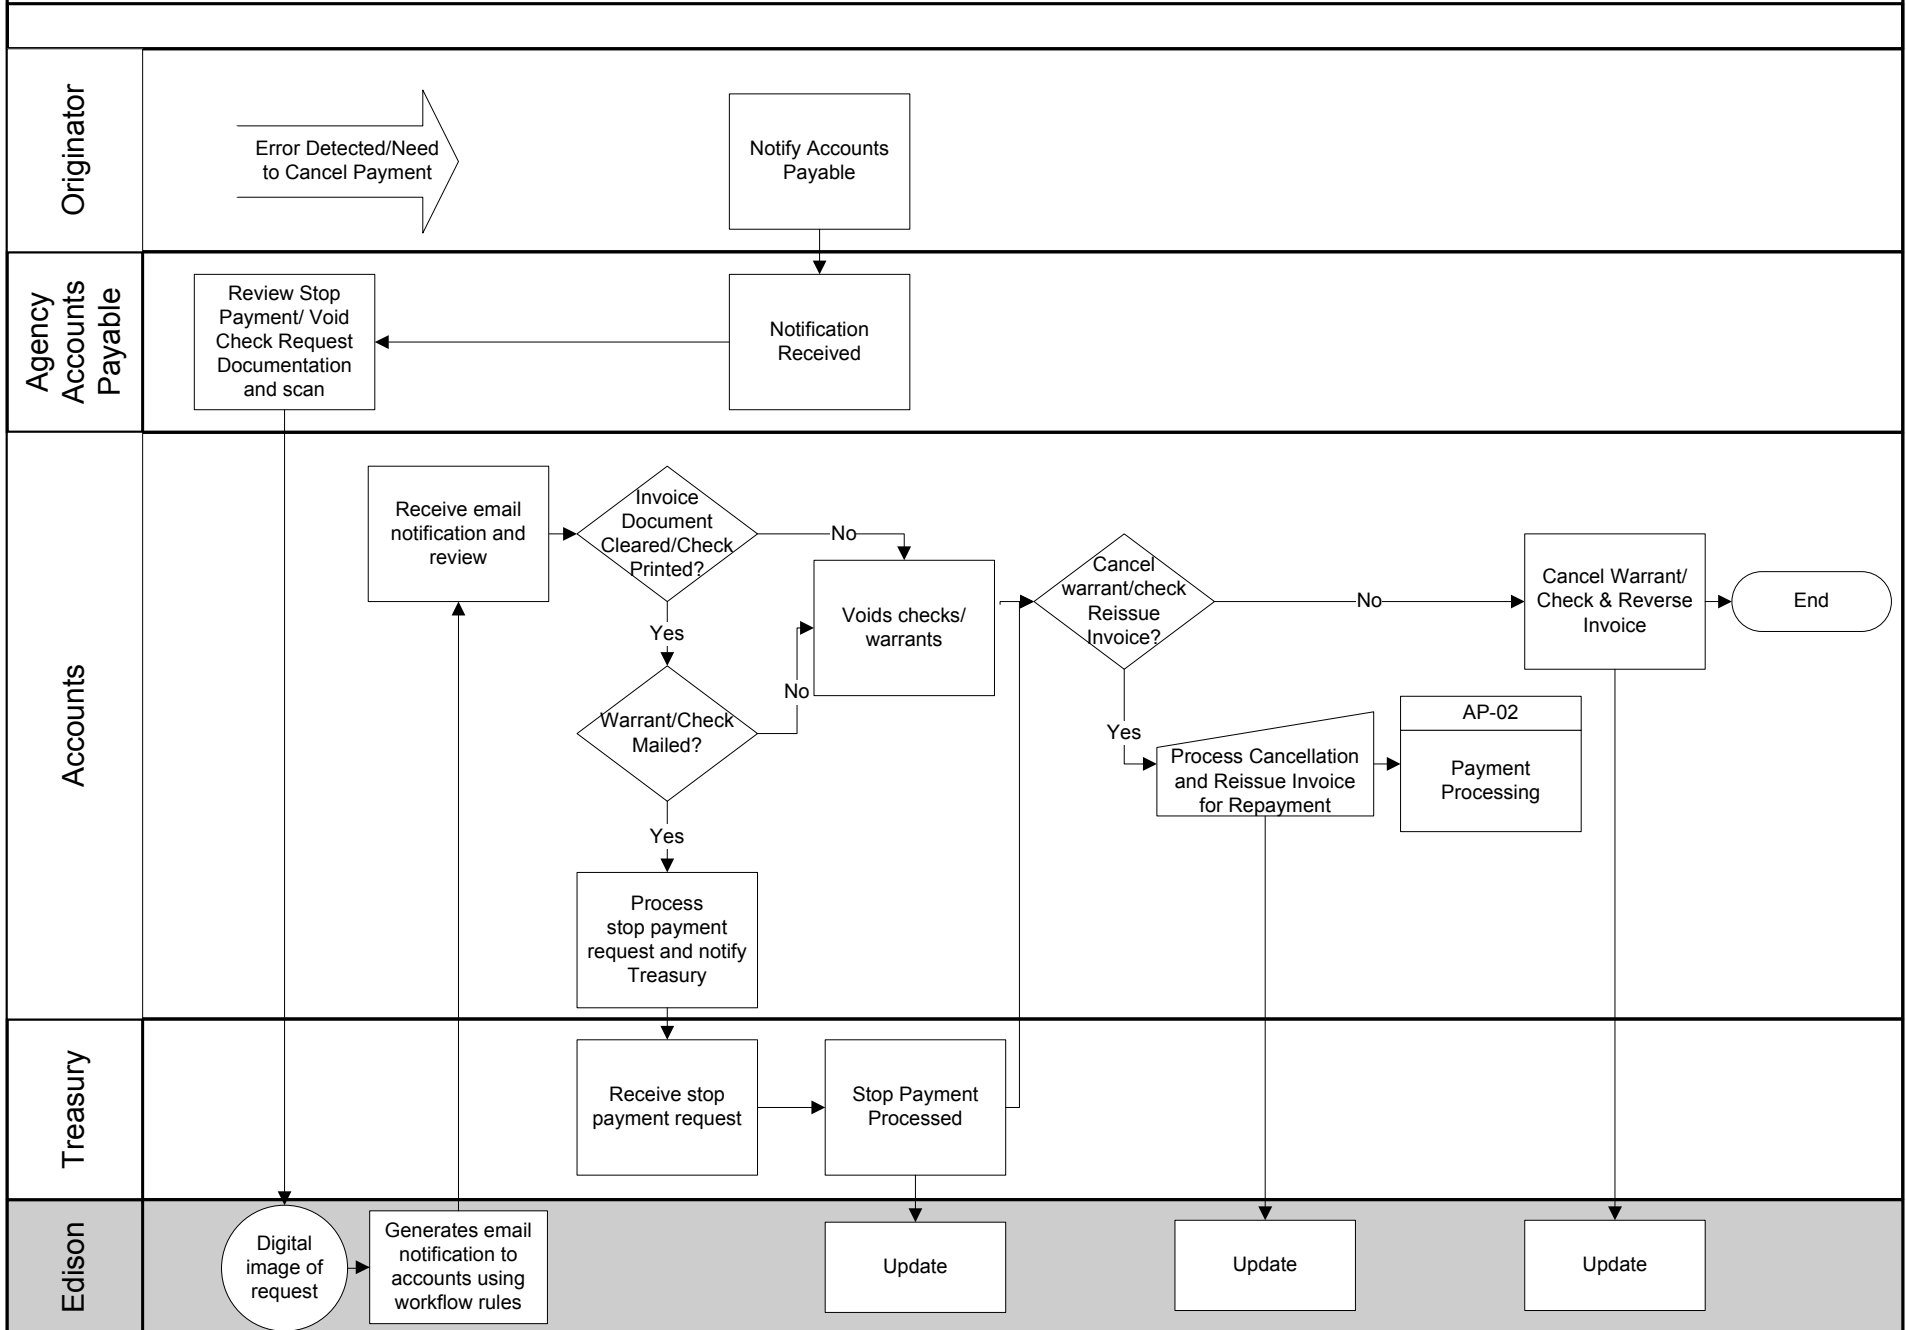 Originator
Error Detected/Need
to Cancel Payment
Notify Accounts
Payable
Agency
Accounts
Payable
Review Stop
Payment/ Void
Check Request
Documentation
and scan
Notification
Received
Accounts
Receive email
notification and
review
Invoice
Document
Cleared/Check
Printed?
No
Voids checks/
warrants
Yes
Warrant/Check
Mailed?
No
Yes
Process
stop payment
request and notify
Treasury
Cancel
warrant/check
Reissue
Invoice?
No
Cancel Warrant/
Check & Reverse
Invoice
End
Yes
Process Cancellation
and Reissue Invoice
for Repayment
AP-02
Payment
Processing
Treasury
Receive stop
payment request
Stop Payment
Processed
Edison
Digital
image of
request
Generates email
notification to
accounts using
workflow rules
Update
Update
Update